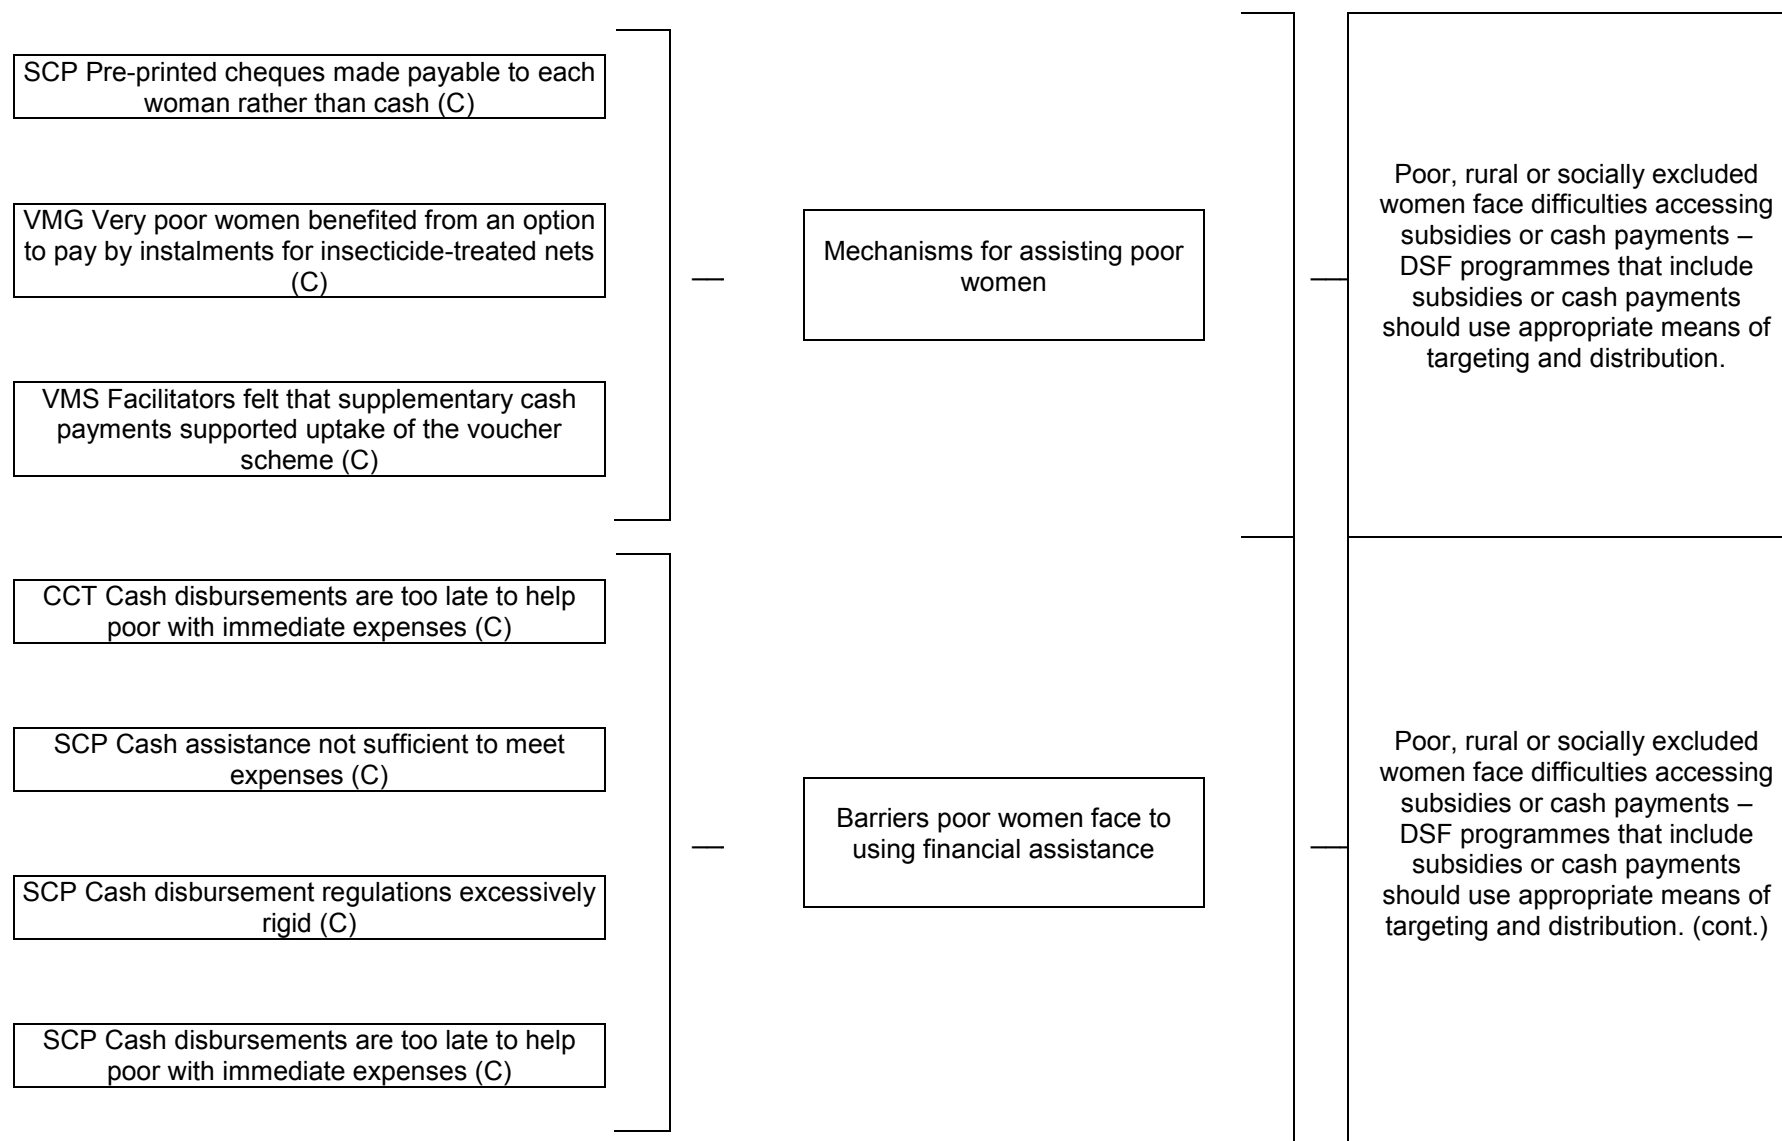 SCP Pre-printed cheques made payable to each
woman rather than cash (C)
VMG Very poor women benefited from an option
to pay by instalments for insecticide-treated nets
(C)
VMS Facilitators felt that supplementary cash
payments supported uptake of the voucher
scheme (C)
Mechanisms for assisting poor
women
Poor, rural or socially excluded
women face difficulties accessing
subsidies or cash payments –
DSF programmes that include
subsidies or cash payments
should use appropriate means of
targeting and distribution.
CCT Cash disbursements are too late to help
poor with immediate expenses (C)
SCP Cash assistance not sufficient to meet
expenses (C)
SCP Cash disbursement regulations excessively
rigid (C)
SCP Cash disbursements are too late to help
poor with immediate expenses (C)
Barriers poor women face to
using financial assistance
Poor, rural or socially excluded
women face difficulties accessing
subsidies or cash payments –
DSF programmes that include
subsidies or cash payments
should use appropriate means of
targeting and distribution. (cont.)